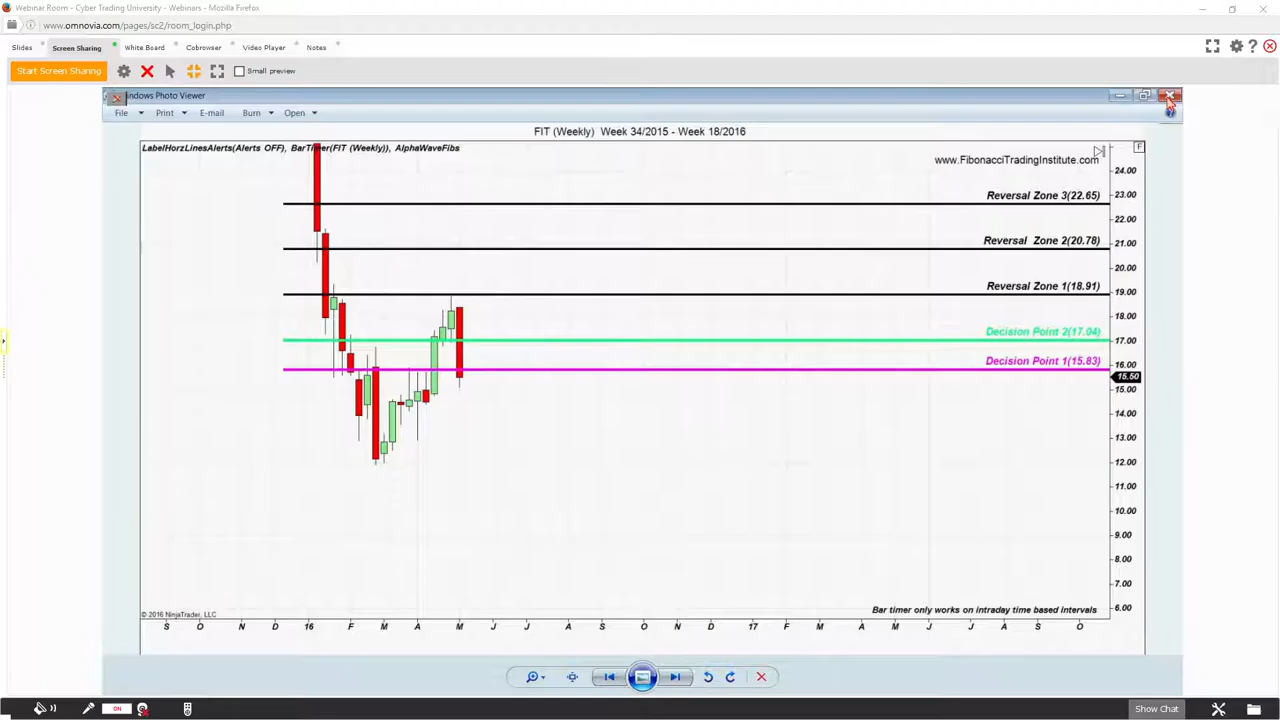 Webinar Room - Cyber Trading University - Webinars - Mozilla Firefox
www.omnovia.com/pages/sc2/room_login.php
Slides Screen Sharing White Board Cobrowser Video Player Notes
Start Screen Sharing Small preview
indows Photo Viewer
File Print E-mail Burn Open
FIT (Weekly) Week 34/2015 - Week 18/2016
LabelHorzLinesAlerts(Alerts OFF), BarTimer(FIT (Weekly)), AlphaWaveFibs
F
www.FibonacciTradingInstitute.com
24.00
Reversal Zone 3(22.65)
23.00
22.00
Reversal Zone 2(20.78)
21.00
20.00
Reversal Zone 1(18.91)
19.00
18.00
Decision Point 2(17.04)
17.00
Decision Point 1(15.83)
16.00
15.50
15.00
14.00
13.00
12.00
11.00
10.00
9.00
8.00
7.00
6.00
Bar timer only works on intraday time based intervals
© 2016 NinjaTrader, LLC
S O N D 16 F M A M J J A S O N D 17 F M A M J J A S O
ON
Show Chat